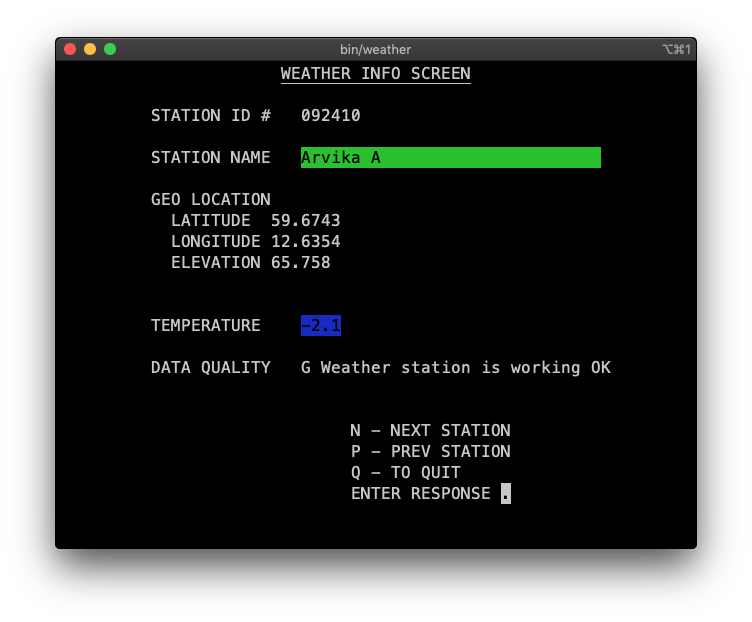 bin/weather ⌥⌘1
WEATHER INFO SCREEN
STATION ID # 092410
STATION NAME Arvika A
GEO LOCATION
LATITUDE 59.6743
LONGITUDE 12.6354
ELEVATION 65.758
TEMPERATURE -2.1
DATA QUALITY G Weather station is working OK
N - NEXT STATION
P - PREV STATION
Q - TO QUIT
ENTER RESPONSE .